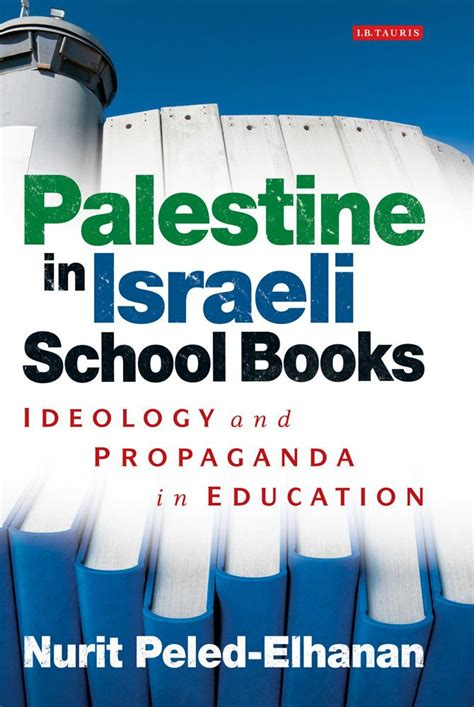 I.B.TAURIS
Palestine
in Israeli
School Books
IDEOLOGY and
PROPAGANDA
in EDUCATION
Nurit Peled-Elhanan